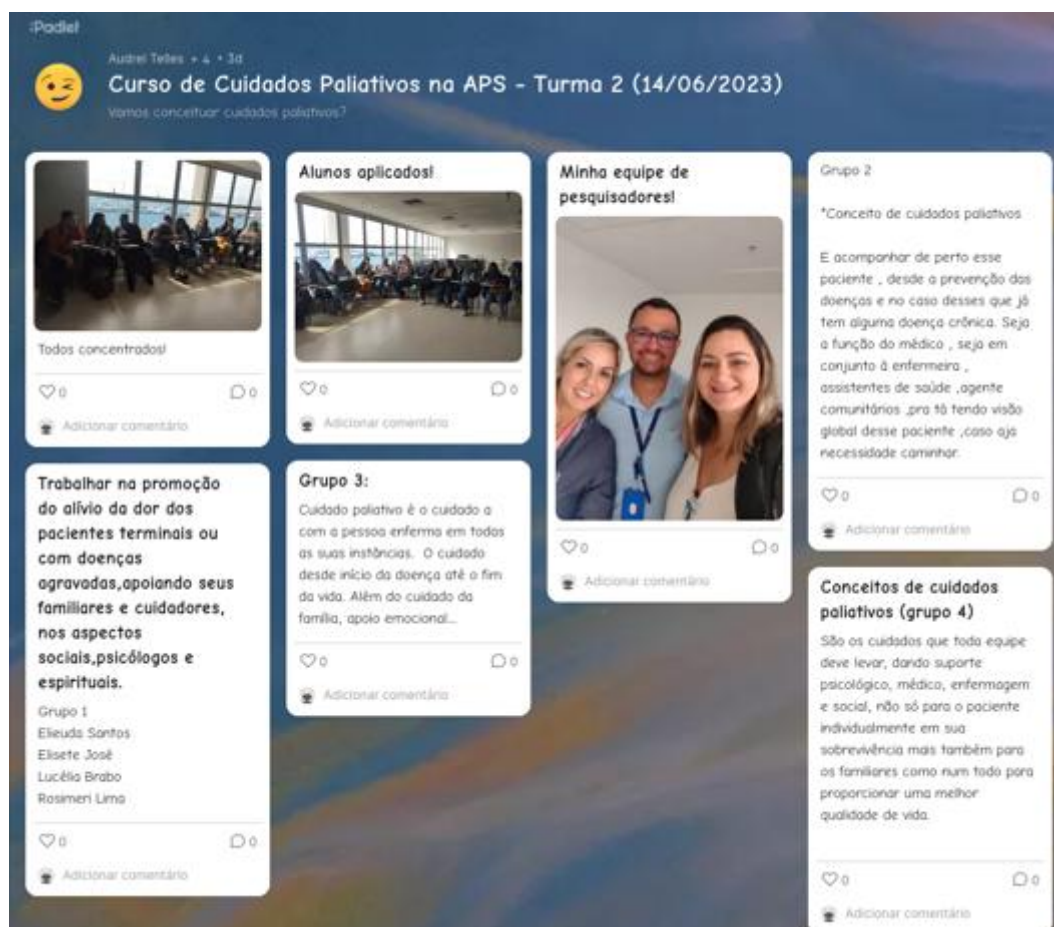 :Padlet
Audrei Telles + 4 • 3d
Curso de Cuidados Paliativos na APS - Turma 2 (14/06/2023)
Vamos conceituar cuidados paliativos?
Todos concentrados!
0 0
Adicionar comentário
Trabalhar na promoção
do alívio da dor dos
pacientes terminais ou
com doenças
agravadas,apoiando seus
familiares e cuidadores,
nos aspectos
sociais,psicólogos e
espirituais.
Grupo 1
Elieuda Santos
Elisete José
Lucélia Brabo
Rosimeri Lima
0 0
Adicionar comentário
Alunos aplicados!
0 0
Adicionar comentário
Grupo 3:
Cuidado paliativo é o cuidado a
com a pessoa enferma em todas
as suas instâncias. O cuidado
desde início da doença até o fim
da vida. Além do cuidado da
família, apoio emocional...
0 0
Adicionar comentário
Minha equipe de
pesquisadores!
0 0
Adicionar comentário
Grupo 2
*Conceito de cuidados paliativos
E acompanhar de perto esse
paciente , desde a prevenção das
doenças e no caso desses que já
tem alguma doença crônica. Seja
a função do médico , seja em
conjunto à enfermeira ,
assistentes de saúde ,agente
comunitários ,pra tá tendo visão
global desse paciente ,caso aja
necessidade caminhar.
0 0
Adicionar comentário
Conceitos de cuidados
paliativos (grupo 4)
São os cuidados que toda equipe
deve levar, dando suporte
psicológico, médico, enfermagem
e social, não só para o paciente
individualmente em sua
sobrevivência mais também para
os familiares como num todo para
proporcionar uma melhor
qualidade de vida.
0 0
Adicionar comentário